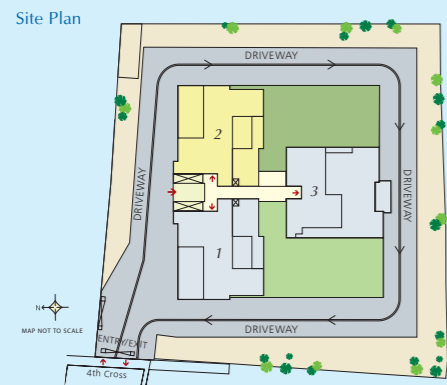 Site Plan
DRIVEWAY
2
DRIVEWAY
3
DRIVEWAY
1
N
MAP NOT TO SCALE
DRIVEWAY
ENTRY/EXIT
4th Cross